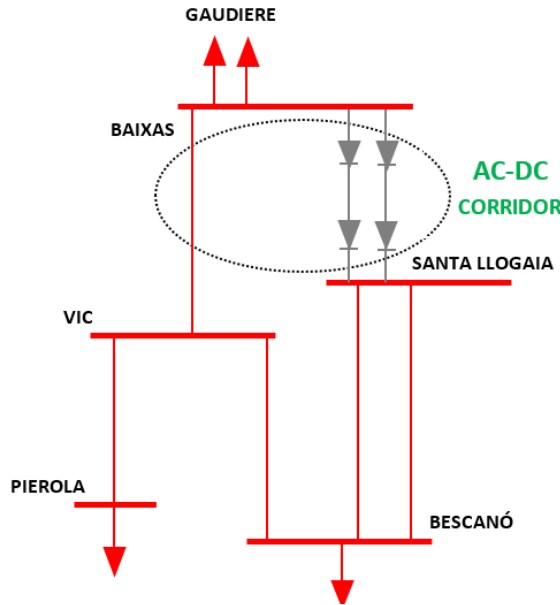 GAUDIERE
BAIXAS
AC-DC
CORRIDOR
SANTA LLOGAIA
VIC
PIEROLA
BESCANÓ